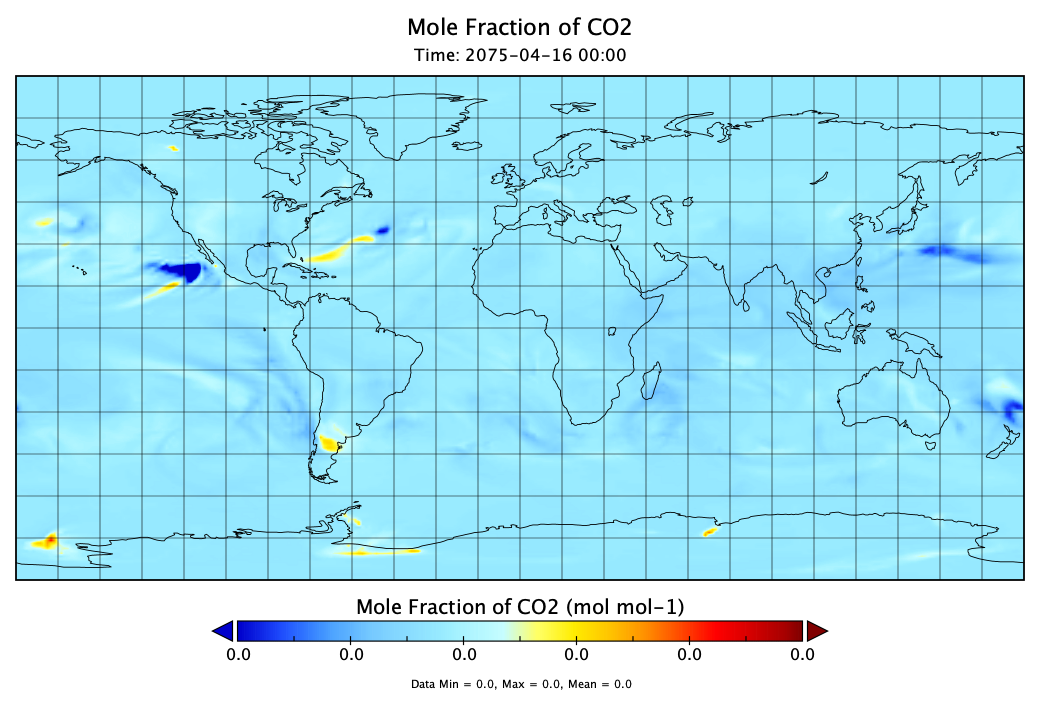 Mole Fraction of CO2
Time: 2075-04-16 00:00
Mole Fraction of CO2 (mol mol-1)
0.0 0.0 0.0 0.0 0.0 0.0
Data Min = 0.0, Max = 0.0, Mean = 0.0